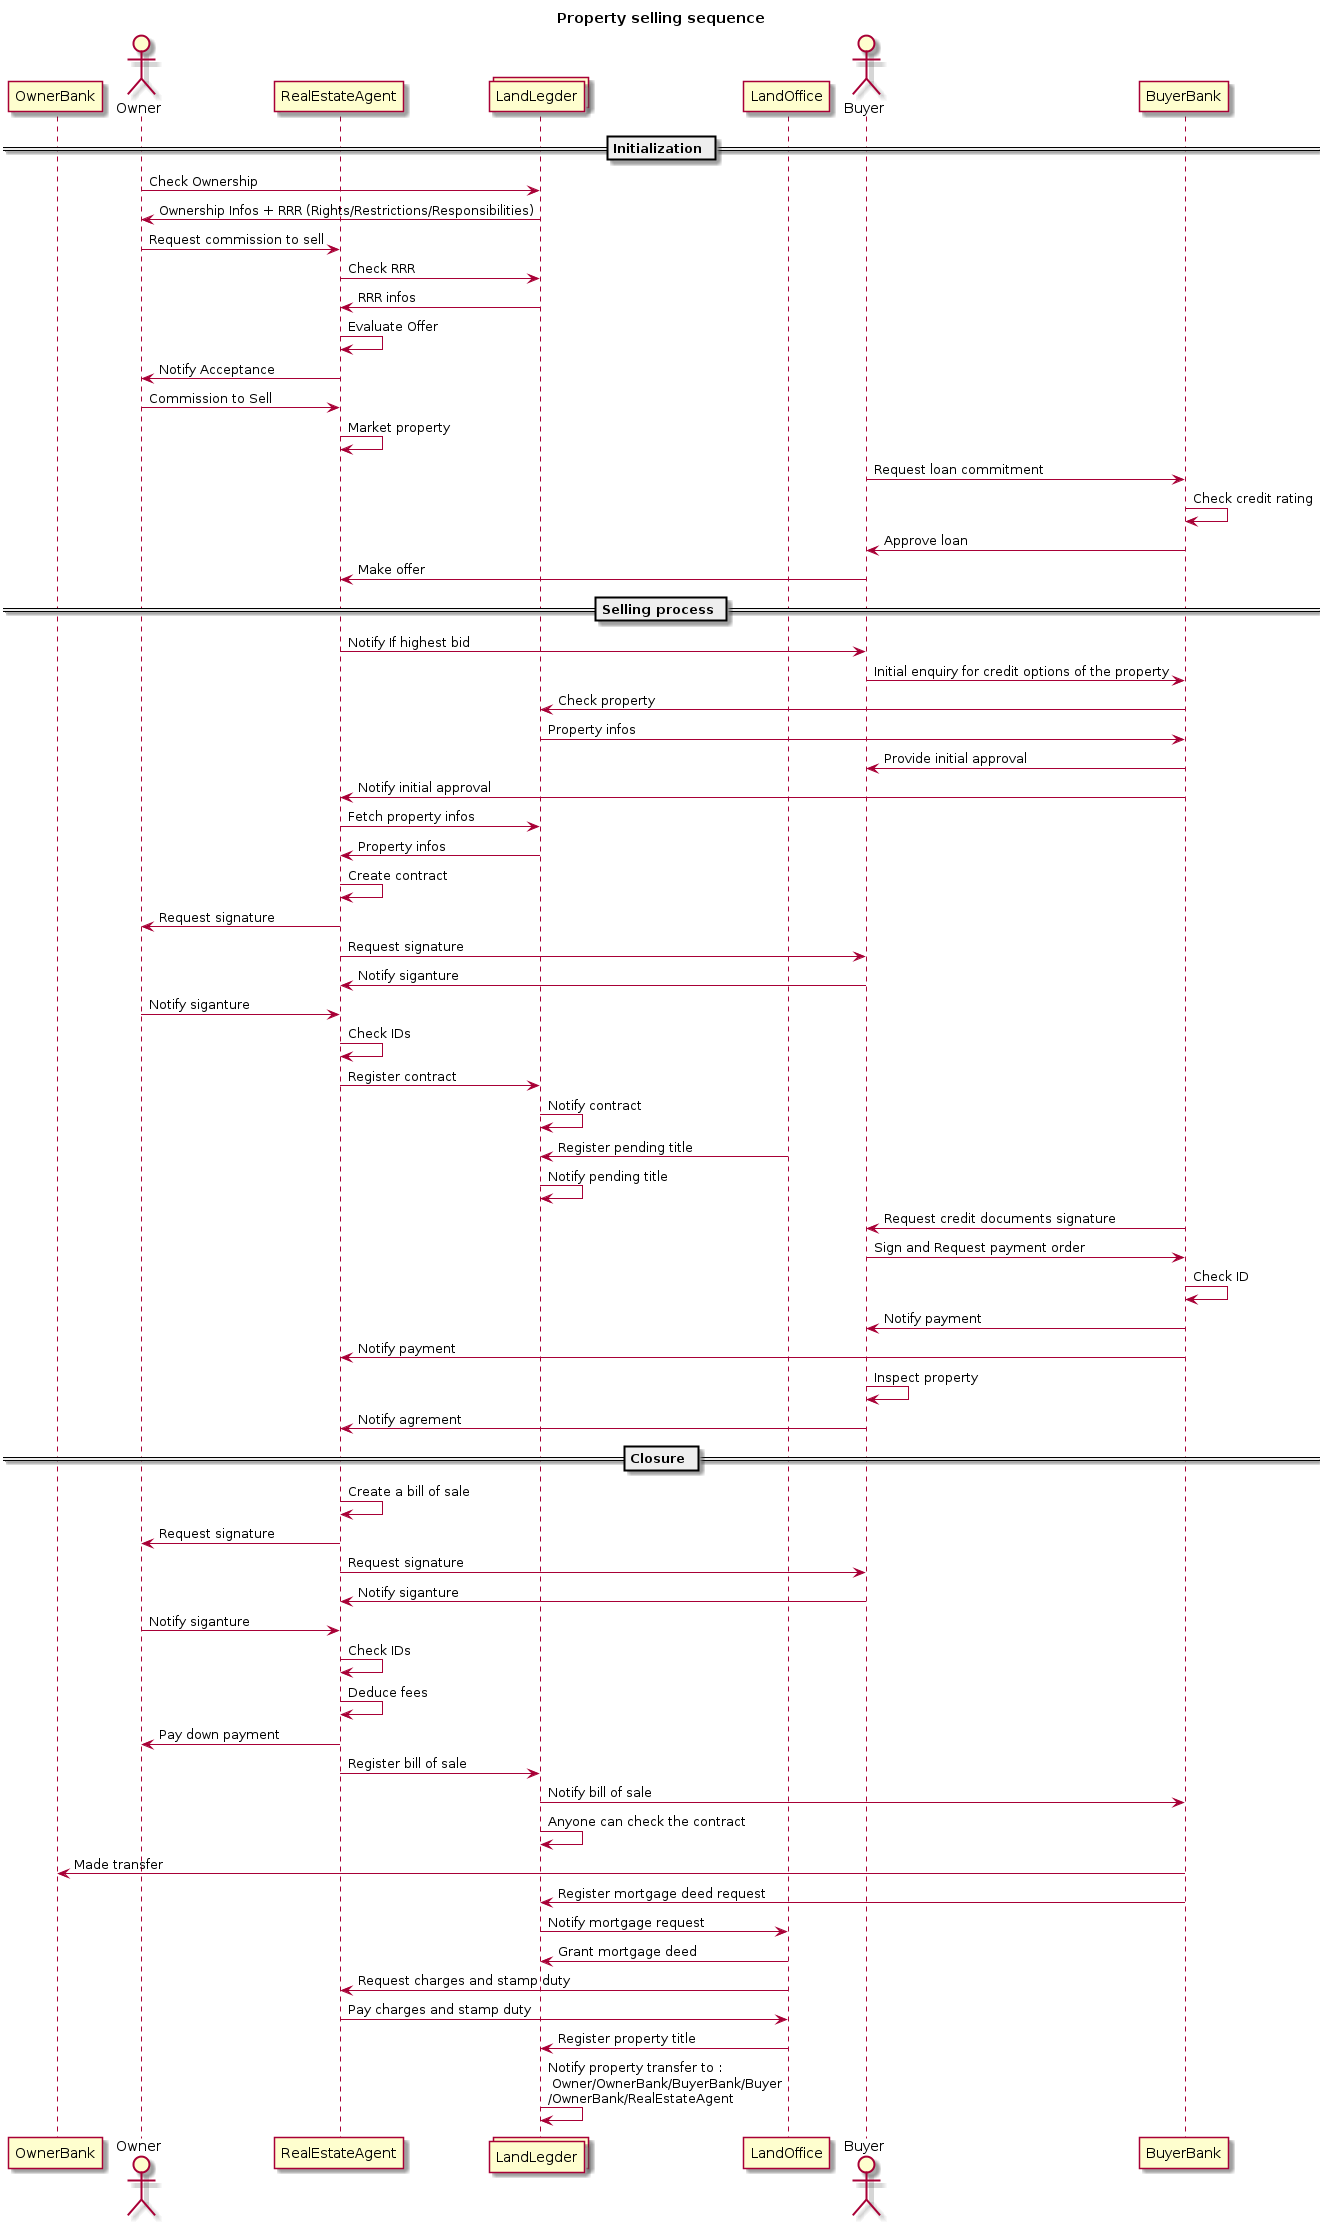 Property selling sequence
OwnerBank
Owner
RealEstateAgent
LandLegder
LandOffice
Buyer
BuyerBank
Initialization
Check Ownership
Ownership Infos + RRR (Rights/Restrictions/Responsibilities)
Request commission to sell
Check RRR
RRR infos
Evaluate Offer
Notify Acceptance
Commission to Sell
Market property
Request loan commitment
Check credit rating
Approve loan
Make offer
Selling process
Notify If highest bid
Initial enquiry for credit options of the property
Check property
Property infos
Provide initial approval
Notify initial approval
Fetch property infos
Property infos
Create contract
Request signature
Request signature
Notify siganture
Notify siganture
Check IDs
Register contract
Notify contract
Register pending title
Notify pending title
Request credit documents signature
Sign and Request payment order
Check ID
Notify payment
Notify payment
Inspect property
Notify agrement
Closure
Create a bill of sale
Request signature
Request signature
Notify siganture
Notify siganture
Check IDs
Deduce fees
Pay down payment
Register bill of sale
Notify bill of sale
Anyone can check the contract
Made transfer
Register mortgage deed request
Notify mortgage request
Grant mortgage deed
Request charges and stamp duty
Pay charges and stamp duty
Register property title
Notify property transfer to :
Owner/OwnerBank/BuyerBank/Buyer
/OwnerBank/RealEstateAgent
OwnerBank
Owner
RealEstateAgent
LandLegder
LandOffice
Buyer
BuyerBank